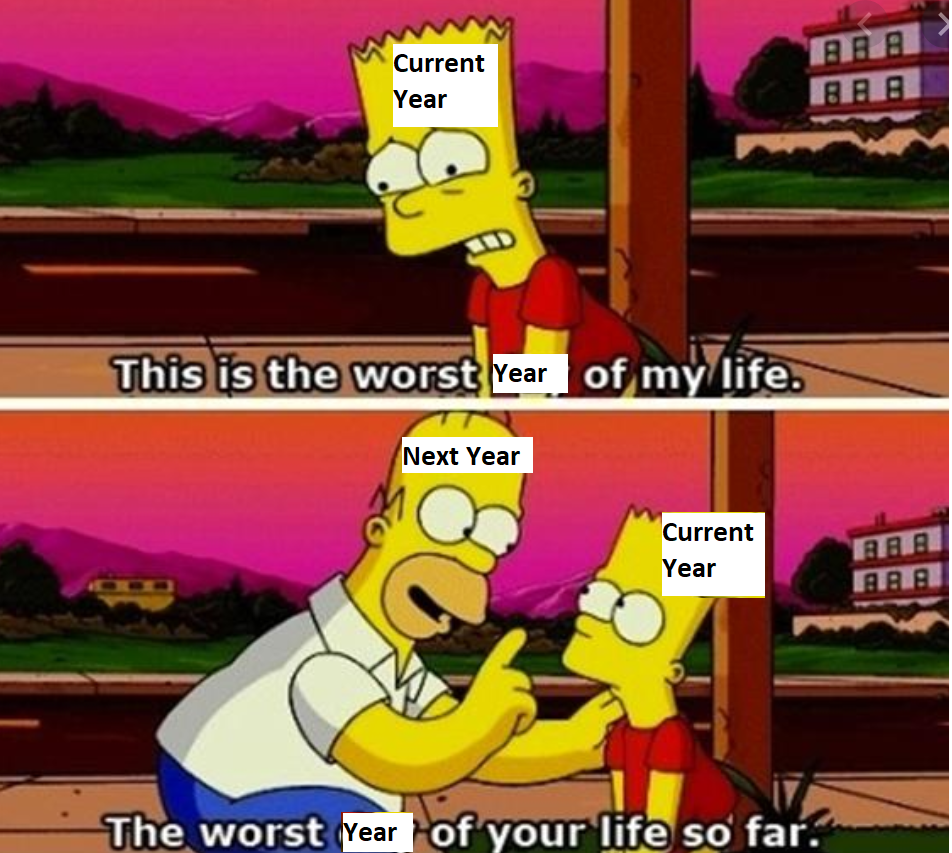 Current
Year
This is the worst Year of my life.
Next Year
Current
Year
The worst Year of your life so far.